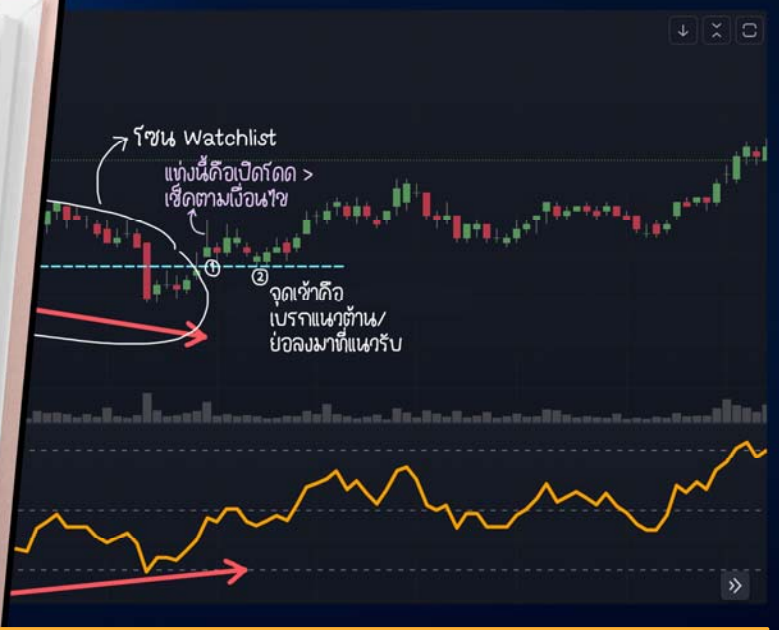 โซน Watchlist
แท่งนี้คือเปิดโดด >
เช็คตามเงื่อนไข
①
②
จุดเข้าคือ
เบรกแนวต้าน/
ย่อลงมาที่แนวรับ